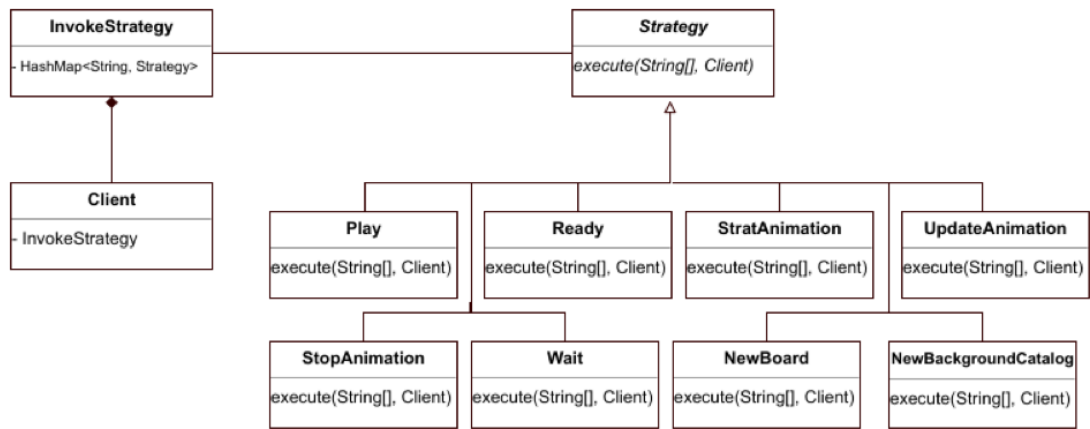 InvokeStrategy
- HashMap<String, Strategy>
Strategy
execute(String[], Client)
Client
- InvokeStrategy
Play
execute(String[], Client)
Ready
execute(String[], Client)
StratAnimation
execute(String[], Client)
UpdateAnimation
execute(String[], Client)
StopAnimation
execute(String[], Client)
Wait
execute(String[], Client)
NewBoard
execute(String[], Client)
NewBackgroundCatalog
execute(String[], Client)